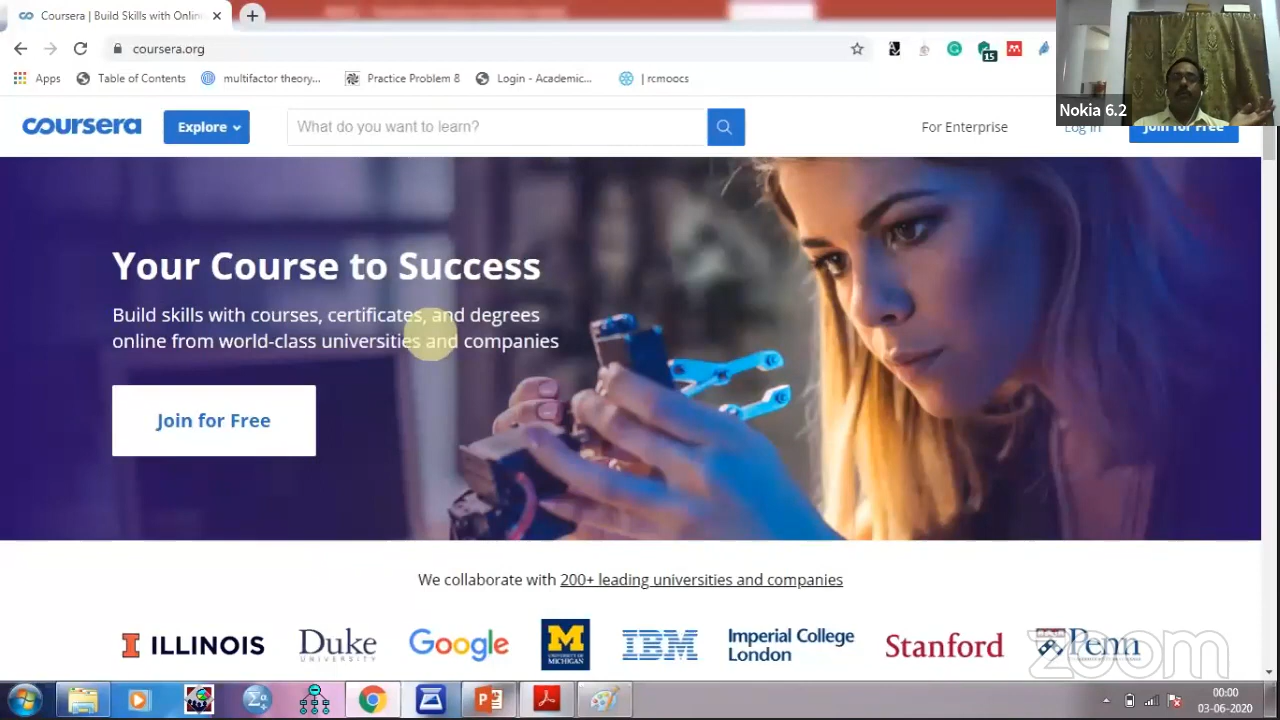 Coursera | Build Skills with Onlin
coursera.org
15
Apps
Table of Contents
multifactor theory...
Practice Problem 8
Login - Academic...
| rcmoocs
Nokia 6.2
coursera
Explore
What do you want to learn?
For Enterprise
Log In
Join for Free
Your Course to Success
Build skills with courses, certificates, and degrees
online from world-class universities and companies
Join for Free
We collaborate with 200+ leading universities and companies
ILLINOIS
Duke
UNIVERSITY
Google
M
UNIVERSITY OF
MICHIGAN
IBM
Imperial College
London
Stanford
Penn
zoom
00:00
03-06-2020